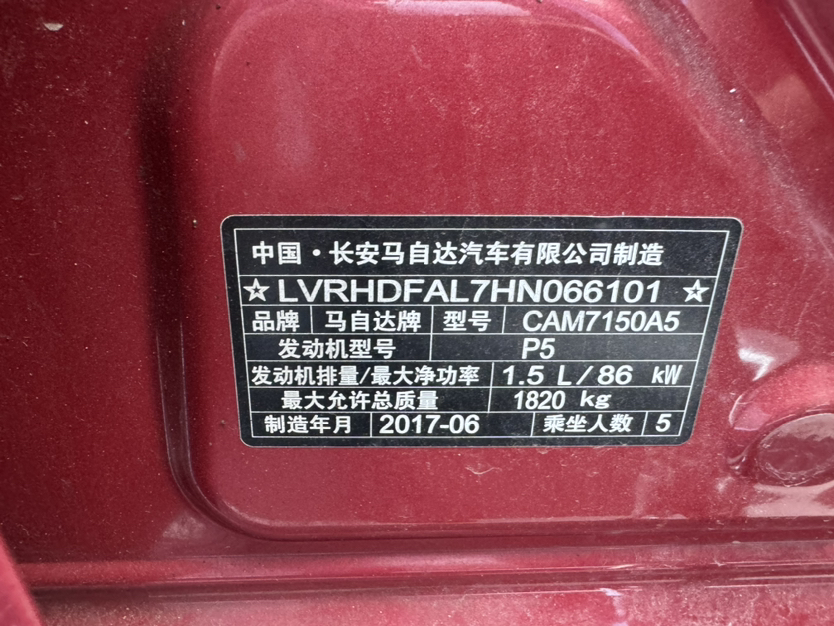 中国·长安马自达汽车有限公司制造
☆LVRHDFAL7HN066101☆
品牌 马自达牌 型号 CAM7150A5
发动机型号 P5
发动机排量/最大净功率 1.5 L/86 kW
最大允许总质量 1820 kg
制造年月 2017-06 乘坐人数 5